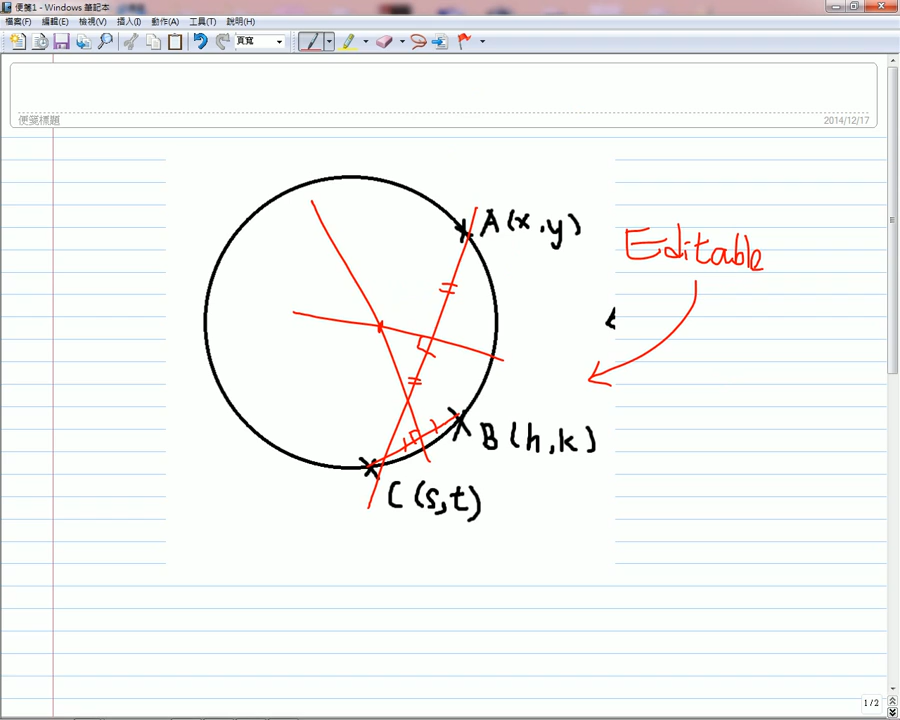 便箋1 - Windows 筆記本
檔案(F) 編輯(E) 檢視(V) 插入(I) 動作(A) 工具(T) 說明(H)
頁寬
便箋標題
2014/12/17
A(x,y)
Editable
B(h,k)
C(s,t)
1/2